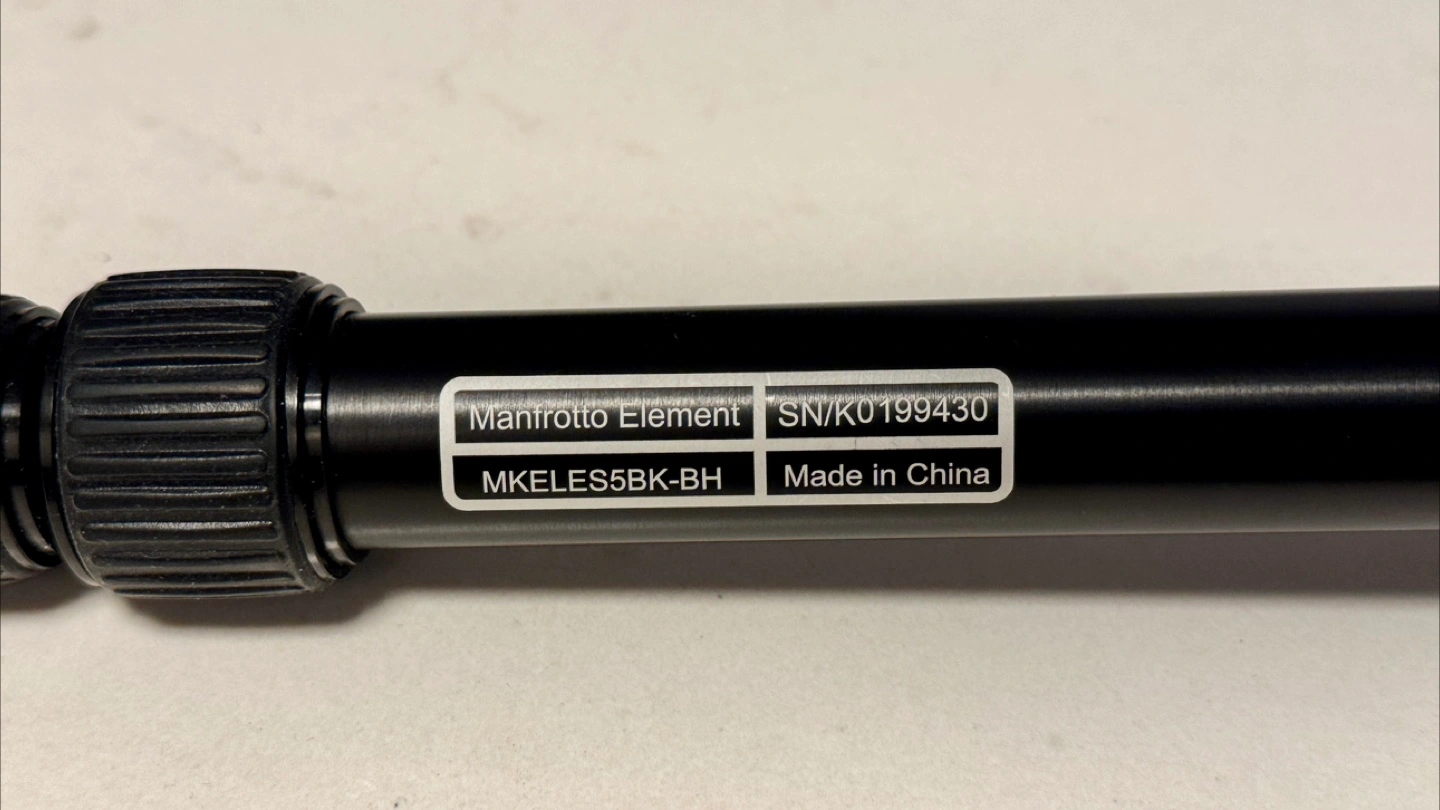 Manfrotto Element SN/K0199430
MKELES5BK-BH Made in China